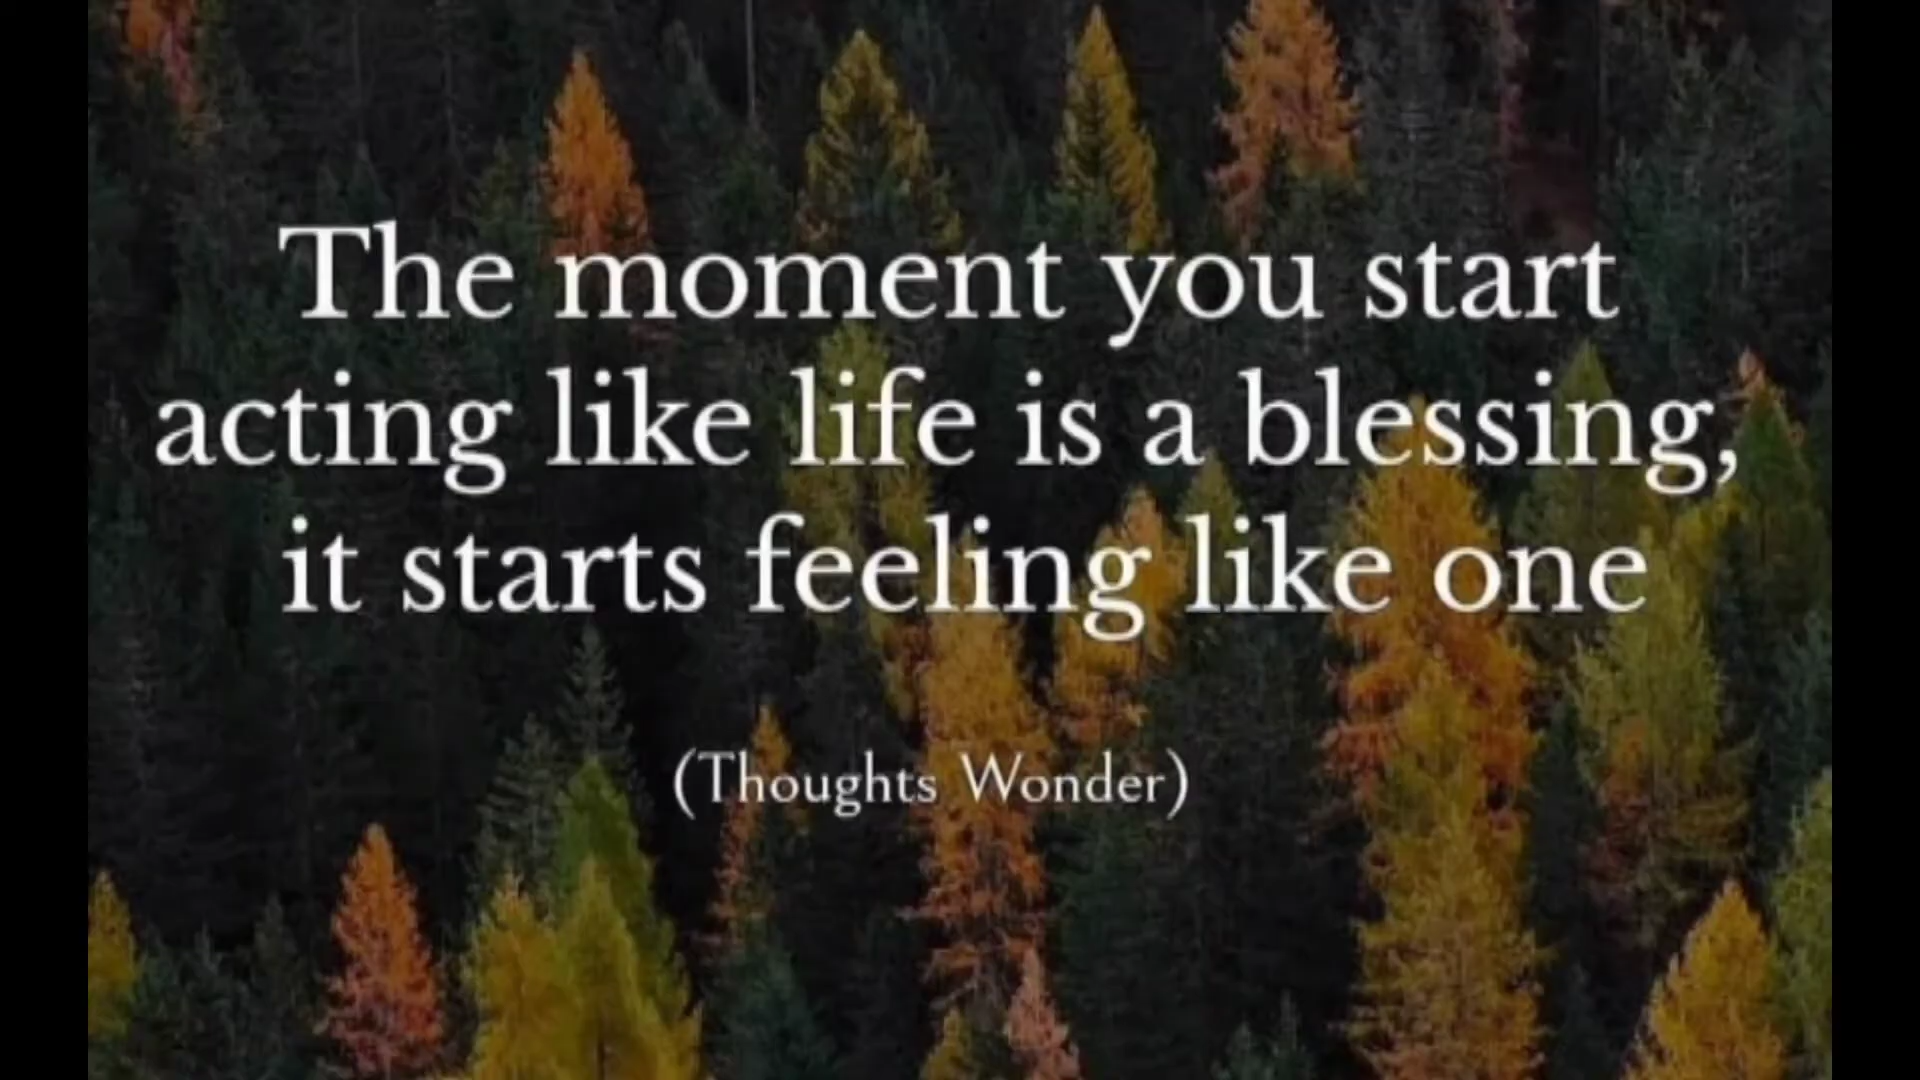 The moment you start
acting like life is a blessing,
it starts feeling like one
(Thoughts Wonder)